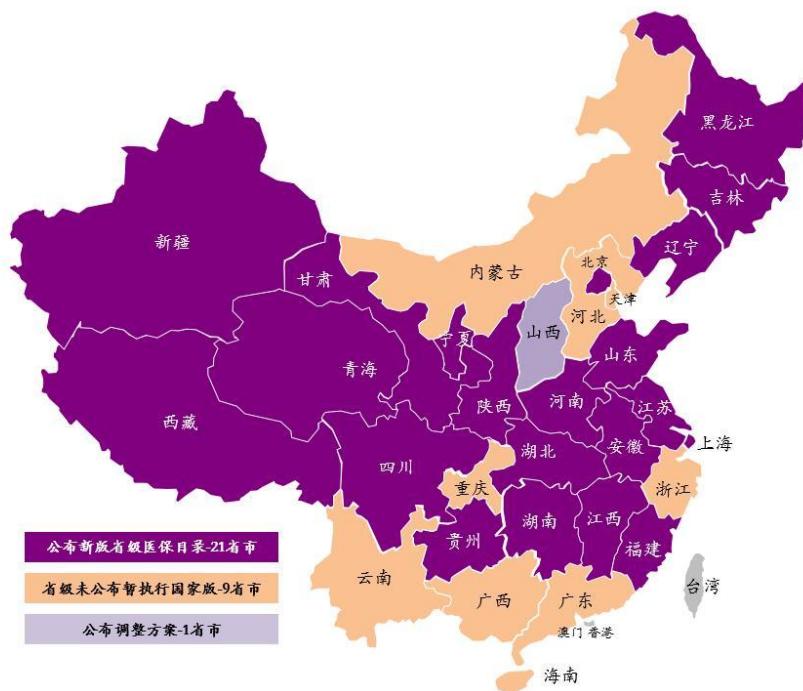 黑龙江
吉林
辽宁
新疆
内蒙古
北京
甘肃
天津
河北
山西
宁夏
山东
青海
陕西
河南
江苏
西藏
安徽
上海
湖北
四川
重庆
浙江
湖南
江西
贵州
福建
公布新版省级医保目录-21省市
云南
台湾
省级未公布暂执行国家版-9省市
广西
广东
公布调整方案-1省市
澳门 香港
海南